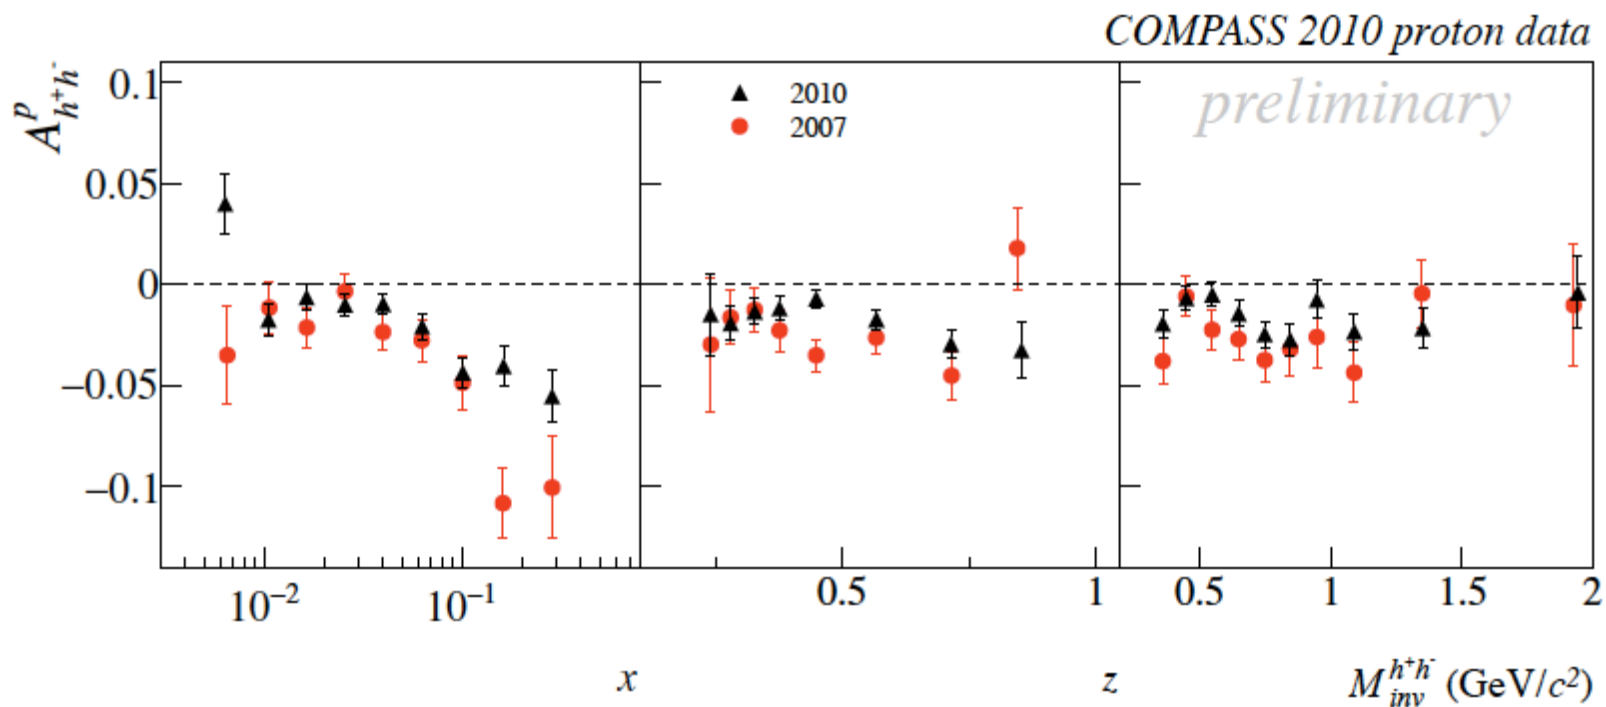 COMPASS 2010 proton data
preliminary
A^p_{h^+h^-}
0.1
0.05
0
−0.05
−0.1
2010
2007
10^{−2} 10^{−1}
0.5 1
0.5 1 1.5 2
x
z
M^{h^+h^-}_{inv} (GeV/c^2)